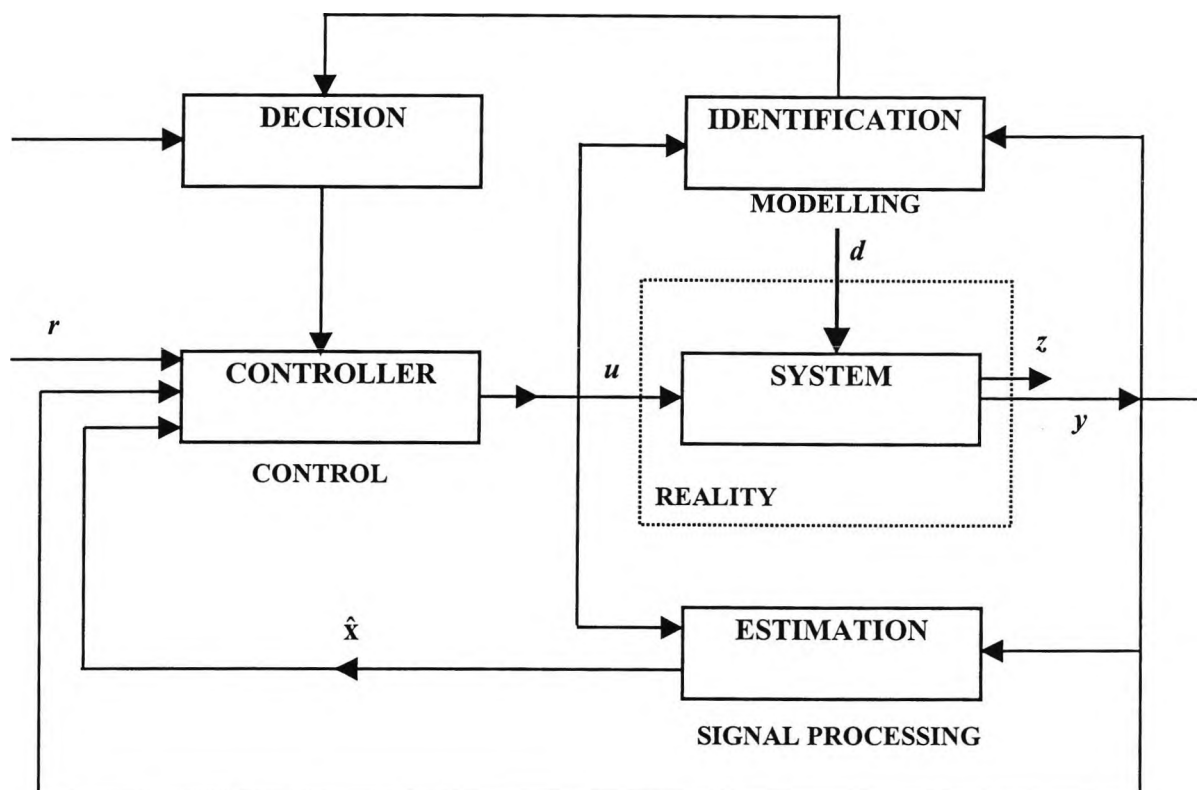 DECISION
IDENTIFICATION
MODELLING
d
r
z
CONTROLLER
u
SYSTEM
y
CONTROL
REALITY
x̂
ESTIMATION
SIGNAL PROCESSING